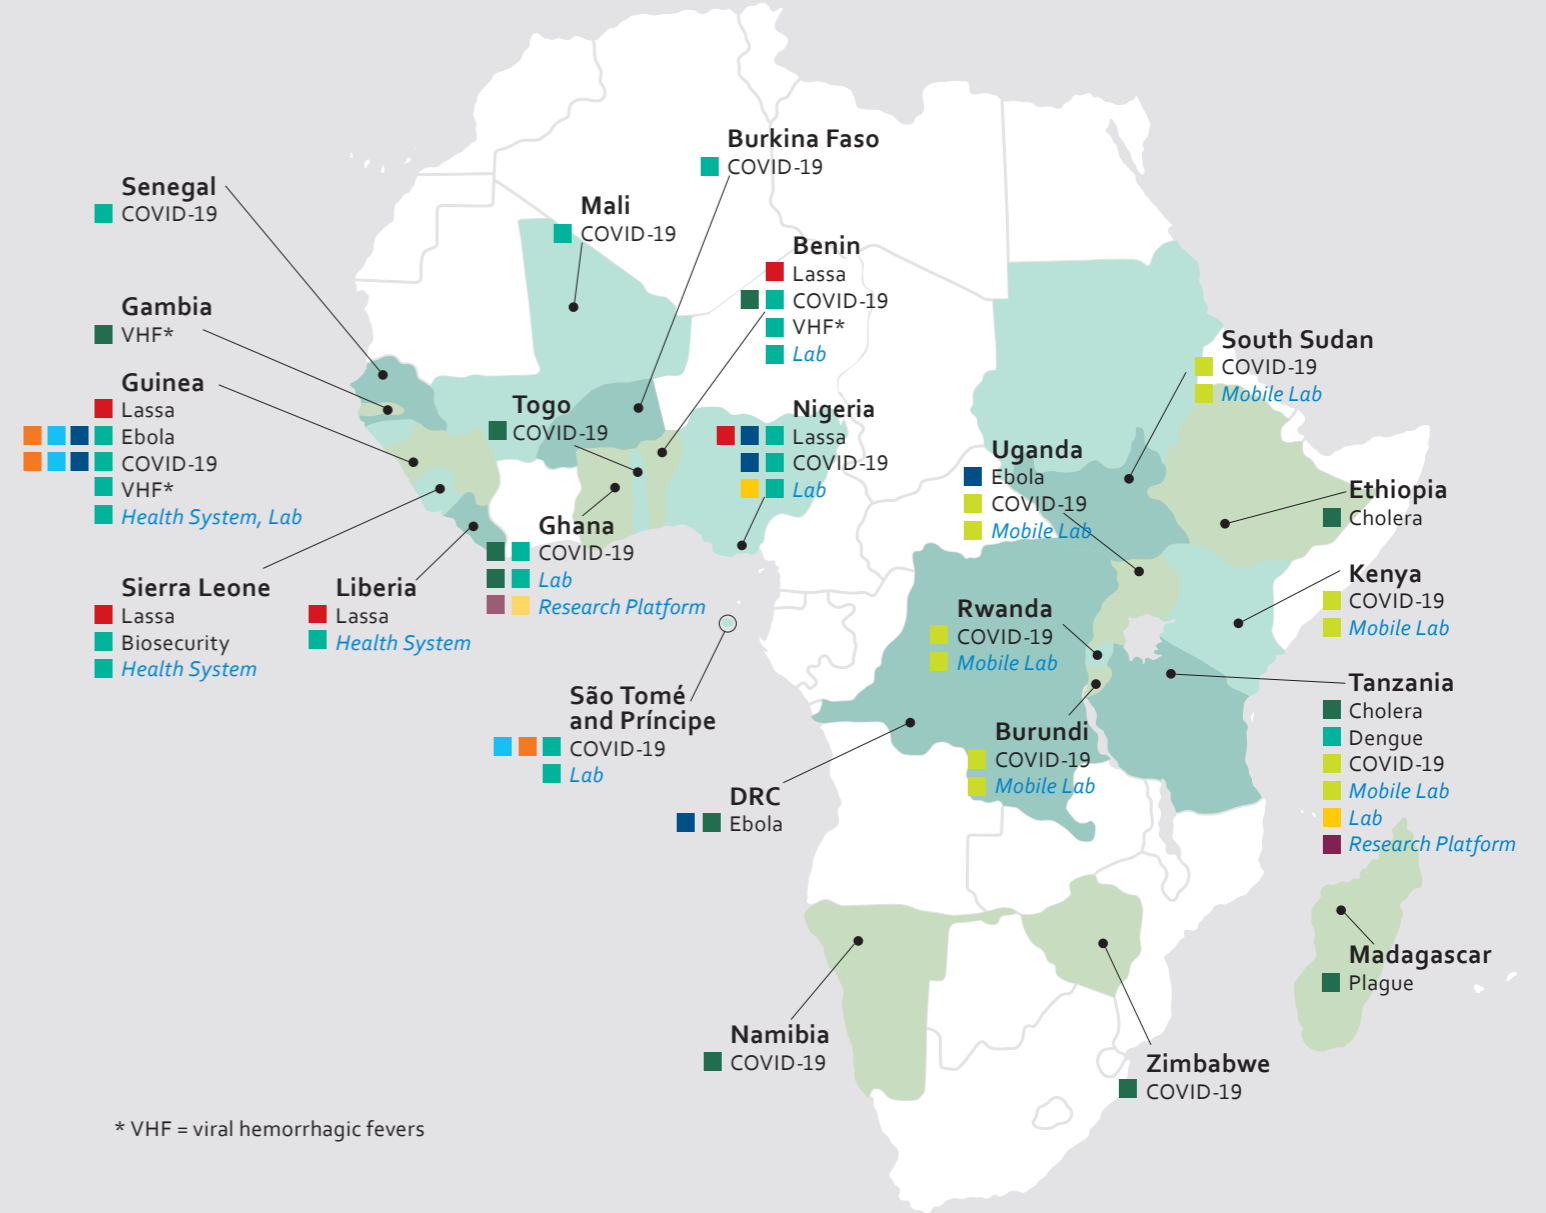 Burkina Faso
COVID-19
Senegal
COVID-19
Mali
COVID-19
Benin
Lassa
COVID-19
VHF*
Lab
Gambia
VHF*
South Sudan
COVID-19
Mobile Lab
Guinea
Lassa
Ebola
COVID-19
VHF*
Health System, Lab
Togo
COVID-19
Nigeria
Lassa
COVID-19
Lab
Uganda
Ebola
COVID-19
Mobile Lab
Ethiopia
Cholera
Ghana
COVID-19
Lab
Research Platform
Sierra Leone
Lassa
Biosecurity
Health System
Liberia
Lassa
Health System
Kenya
COVID-19
Mobile Lab
Rwanda
COVID-19
Mobile Lab
São Tomé
and Príncipe
COVID-19
Lab
Tanzania
Cholera
Dengue
COVID-19
Mobile Lab
Lab
Research Platform
Burundi
COVID-19
Mobile Lab
DRC
Ebola
Madagascar
Plague
Namibia
COVID-19
Zimbabwe
COVID-19
* VHF = viral hemorrhagic fevers